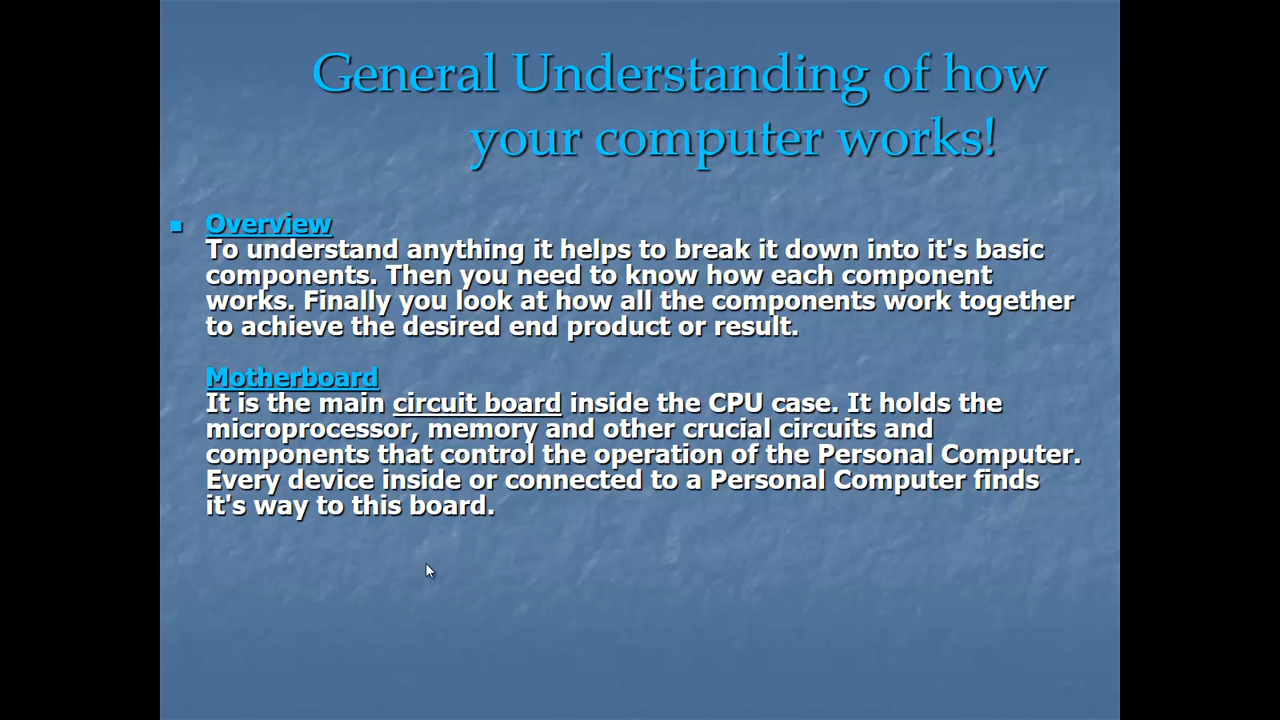 General Understanding of how
your computer works!
Overview
To understand anything it helps to break it down into it's basic
components. Then you need to know how each component
works. Finally you look at how all the components work together
to achieve the desired end product or result.
Motherboard
It is the main circuit board inside the CPU case. It holds the
microprocessor, memory and other crucial circuits and
components that control the operation of the Personal Computer.
Every device inside or connected to a Personal Computer finds
it's way to this board.